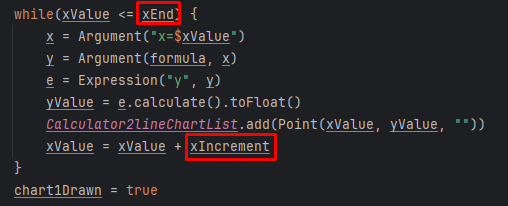 while(xValue <= xEnd) {
x = Argument("x=$xValue")
y = Argument(formula, x)
e = Expression("y", y)
yValue = e.calculate().toFloat()
Calculator2lineChartList.add(Point(xValue, yValue, ""))
xValue = xValue + xIncrement
}
chart1Drawn = true